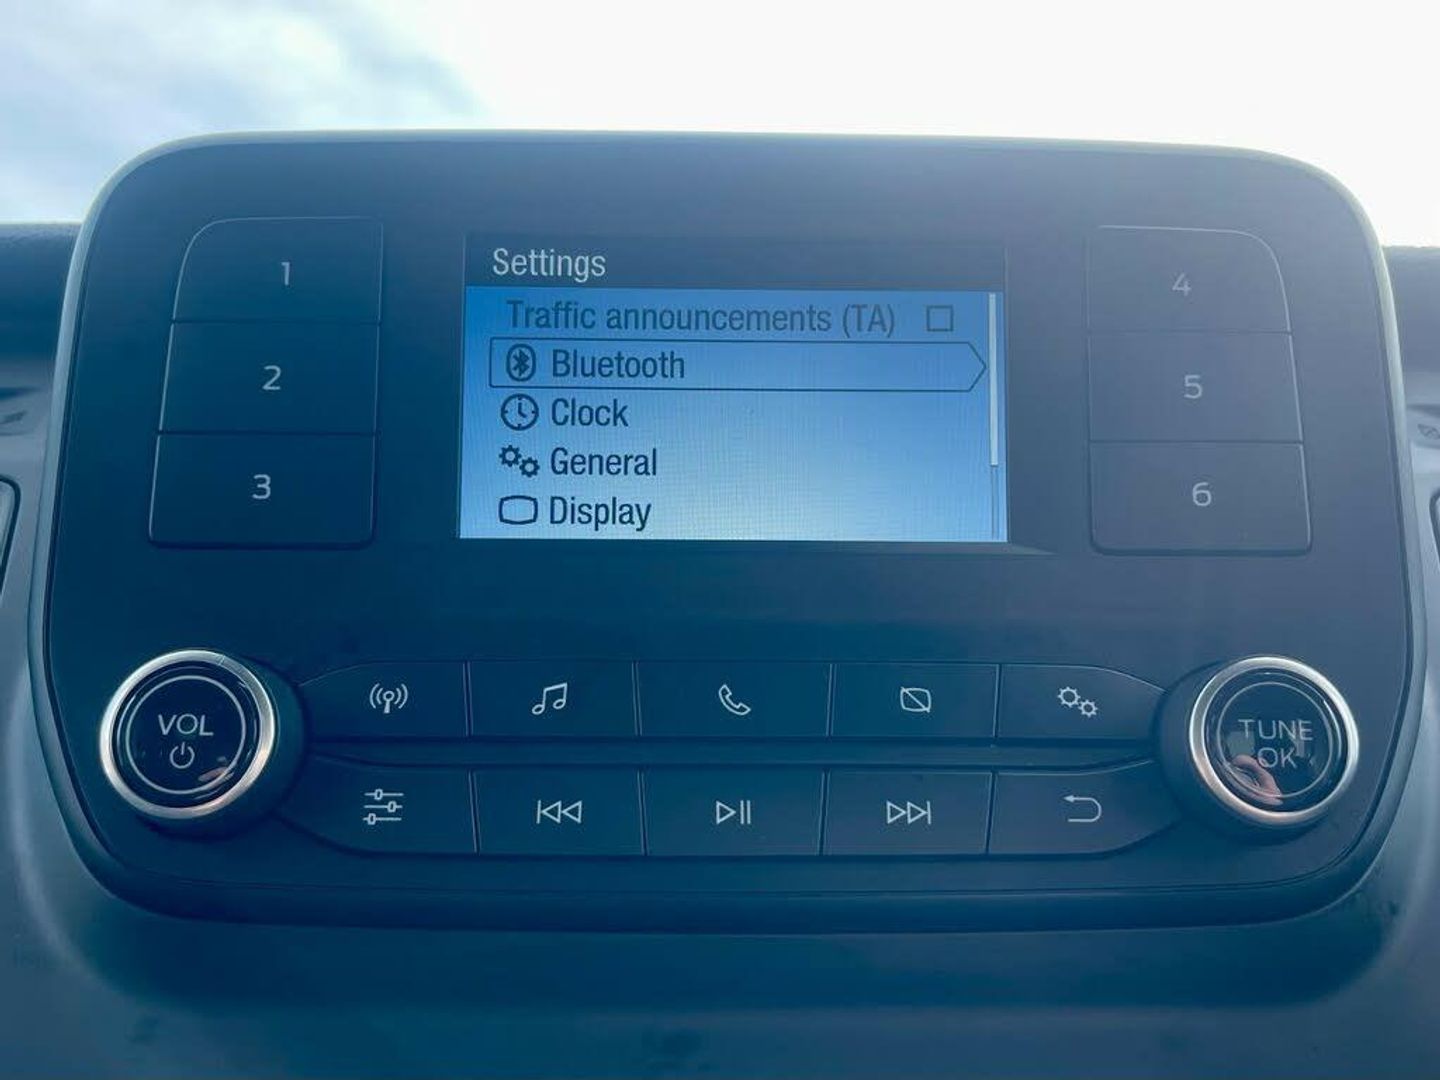 Settings
Traffic announcements (TA)
Bluetooth
Clock
General
Display
1
2
3
4
5
6
VOL
TUNE
OK